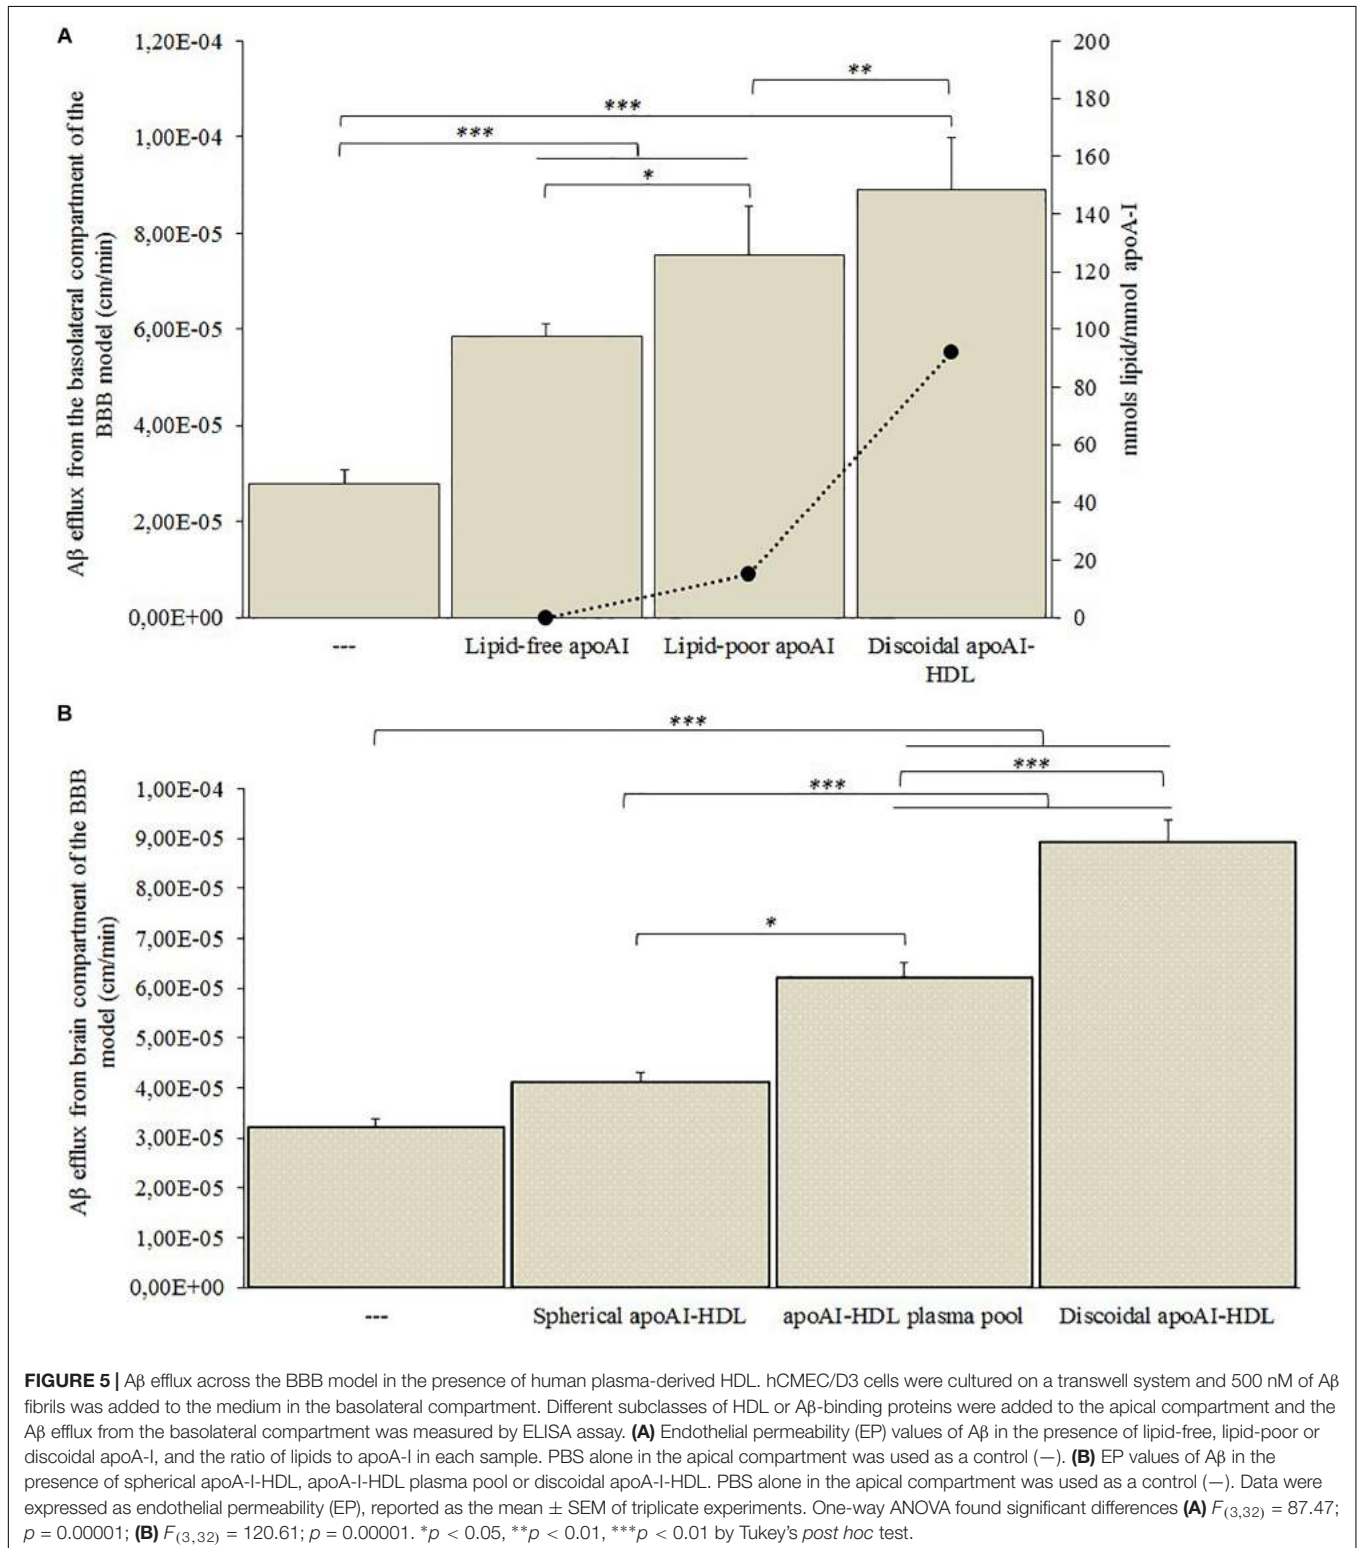 A
1,20E-04
1,00E-04
8,00E-05
6,00E-05
4,00E-05
2,00E-05
0,00E+00
Aβ efflux from the basolateral compartment of the
BBB model (cm/min)
***
***
*
**
200
180
160
140
120
100
80
60
40
20
0
mmols lipid/mmol apoA-I
---
Lipid-free apoAI
Lipid-poor apoAI
Discoidal apoAI-
HDL
B
1,00E-04
9,00E-05
8,00E-05
7,00E-05
6,00E-05
5,00E-05
4,00E-05
3,00E-05
2,00E-05
1,00E-05
0,00E+00
Aβ efflux from brain compartment of the BBB
model (cm/min)
***
***
***
*
---
Spherical apoAI-HDL
apoAI-HDL plasma pool
Discoidal apoAI-HDL
FIGURE 5 | Aβ efflux across the BBB model in the presence of human plasma-derived HDL. hCMEC/D3 cells were cultured on a transwell system and 500 nM of Aβ
fibrils was added to the medium in the basolateral compartment. Different subclasses of HDL or Aβ-binding proteins were added to the apical compartment and the
Aβ efflux from the basolateral compartment was measured by ELISA assay. (A) Endothelial permeability (EP) values of Aβ in the presence of lipid-free, lipid-poor or
discoidal apoA-I, and the ratio of lipids to apoA-I in each sample. PBS alone in the apical compartment was used as a control (—). (B) EP values of Aβ in the
presence of spherical apoA-I-HDL, apoA-I-HDL plasma pool or discoidal apoA-I-HDL. PBS alone in the apical compartment was used as a control (—). Data were
expressed as endothelial permeability (EP), reported as the mean ± SEM of triplicate experiments. One-way ANOVA found significant differences (A) F(3,32) = 87.47;
p = 0.00001; (B) F(3,32) = 120.61; p = 0.00001. *p < 0.05, **p < 0.01, ***p < 0.01 by Tukey's post hoc test.